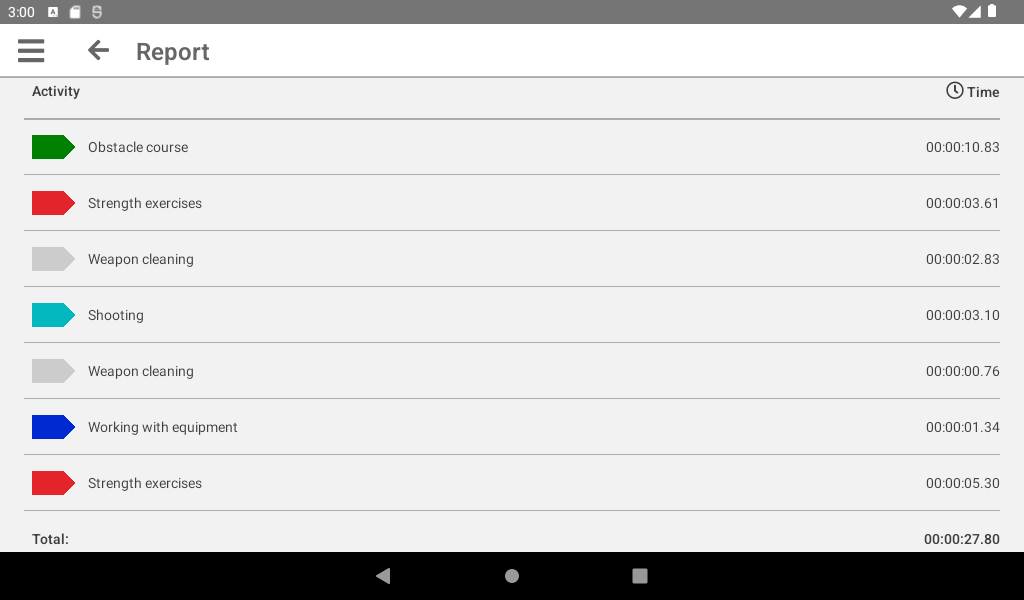 3:00
Report
Activity Time
Obstacle course 00:00:10.83
Strength exercises 00:00:03.61
Weapon cleaning 00:00:02.83
Shooting 00:00:03.10
Weapon cleaning 00:00:00.76
Working with equipment 00:00:01.34
Strength exercises 00:00:05.30
Total: 00:00:27.80